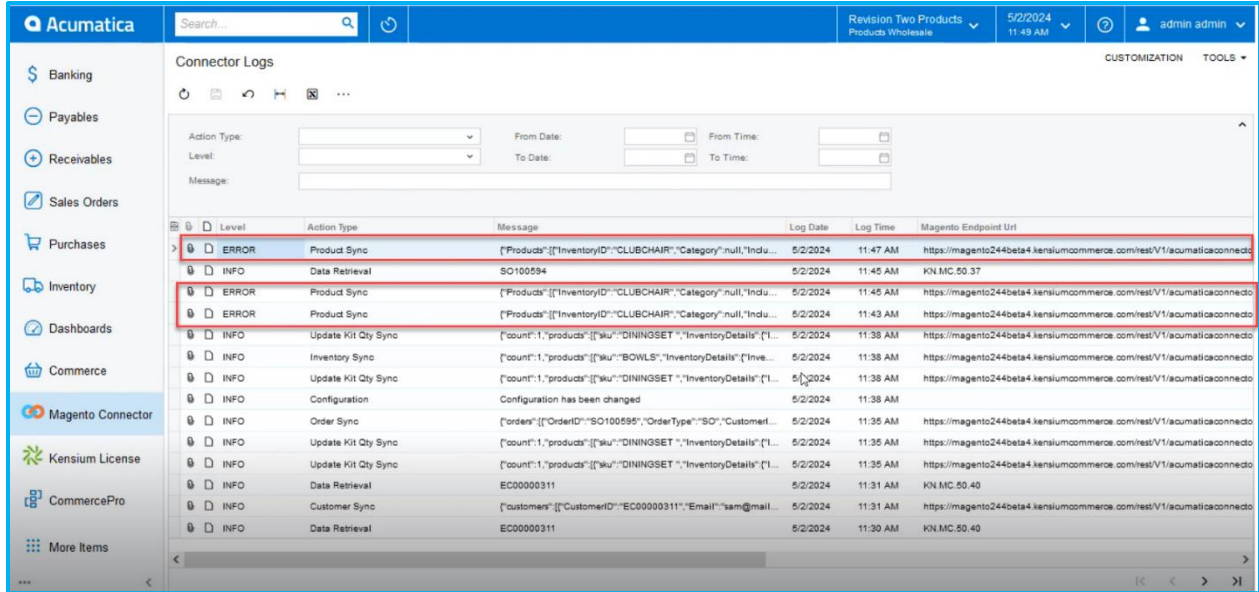 Acumatica
Search...
Revision Two Products
Products Wholesale
5/2/2024
11:49 AM
admin admin
Banking
Payables
Receivables
Sales Orders
Purchases
Inventory
Dashboards
Commerce
Magento Connector
Kensium License
CommercePro
More Items
Connector Logs
CUSTOMIZATION TOOLS
Action Type: From Date: From Time:
Level: To Date: To Time:
Message:
Level Action Type Message Log Date Log Time Magento Endpoint Url
ERROR Product Sync {"Products":[{"InventoryID":"CLUBCHAIR","Category":null,"Inclu... 5/2/2024 11:47 AM https://magento244beta4.kensiumcommerce.com/rest/V1/acumaticaconnecto
INFO Data Retrieval SO100594 5/2/2024 11:45 AM KN.MC.50.37
ERROR Product Sync {"Products":[{"InventoryID":"CLUBCHAIR","Category":null,"Inclu... 5/2/2024 11:45 AM https://magento244beta4.kensiumcommerce.com/rest/V1/acumaticaconnecto
ERROR Product Sync {"Products":[{"InventoryID":"CLUBCHAIR","Category":null,"Inclu... 5/2/2024 11:43 AM https://magento244beta4.kensiumcommerce.com/rest/V1/acumaticaconnecto
INFO Update Kit Qty Sync {"count":1,"products":[{"sku":"DININGSET ","InventoryDetails":{"I... 5/2/2024 11:38 AM https://magento244beta4.kensiumcommerce.com/rest/V1/acumaticaconnecto
INFO Inventory Sync {"count":1,"products":[{"sku":"BOWLS","InventoryDetails":{"Inve... 5/2/2024 11:38 AM https://magento244beta4.kensiumcommerce.com/rest/V1/acumaticaconnecto
INFO Update Kit Qty Sync {"count":1,"products":[{"sku":"DININGSET ","InventoryDetails":{"I... 5/2/2024 11:38 AM https://magento244beta4.kensiumcommerce.com/rest/V1/acumaticaconnecto
INFO Configuration Configuration has been changed 5/2/2024 11:38 AM
INFO Order Sync {"orders":[{"OrderID":"SO100595","OrderType":"SO","CustomerI... 5/2/2024 11:35 AM https://magento244beta4.kensiumcommerce.com/rest/V1/acumaticaconnecto
INFO Update Kit Qty Sync {"count":1,"products":[{"sku":"DININGSET ","InventoryDetails":{"I... 5/2/2024 11:35 AM https://magento244beta4.kensiumcommerce.com/rest/V1/acumaticaconnecto
INFO Update Kit Qty Sync {"count":1,"products":[{"sku":"DININGSET ","InventoryDetails":{"I... 5/2/2024 11:35 AM https://magento244beta4.kensiumcommerce.com/rest/V1/acumaticaconnecto
INFO Data Retrieval EC00000311 5/2/2024 11:31 AM KN.MC.50.40
INFO Customer Sync {"customers":[{"CustomerID":"EC00000311","Email":"sam@mail... 5/2/2024 11:31 AM https://magento244beta4.kensiumcommerce.com/rest/V1/acumaticaconnecto
INFO Data Retrieval EC00000311 5/2/2024 11:30 AM KN.MC.50.40